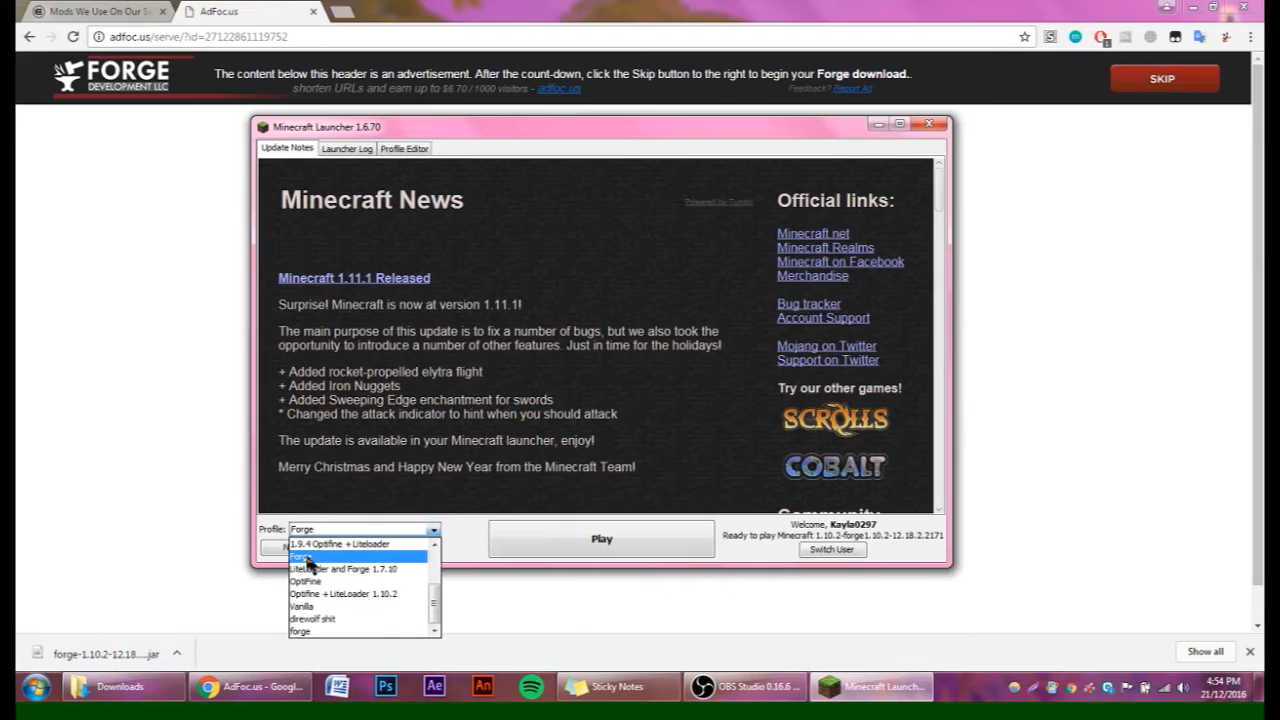 Mods We Use On Our Se
AdFoc.us
adfoc.us/serve/?id=27122861119752
FORGE
DEVELOPMENT LLC
The content below this header is an advertisement. After the count-down, click the Skip button to the right to begin your Forge download..
shorten URLs and earn up to $6.70 / 1000 visitors - adfoc.us
Feedback? Report Ad
SKIP
Minecraft Launcher 1.6.70
Update Notes
Launcher Log
Profile Editor
Minecraft News
Powered by Tumblr
Minecraft 1.11.1 Released
Surprise! Minecraft is now at version 1.11.1!
The main purpose of this update is to fix a number of bugs, but we also took the
opportunity to introduce a number of other features. Just in time for the holidays!
+ Added rocket-propelled elytra flight
+ Added Iron Nuggets
+ Added Sweeping Edge enchantment for swords
* Changed the attack indicator to hint when you should attack
The update is available in your Minecraft launcher, enjoy!
Merry Christmas and Happy New Year from the Minecraft Team!
Official links:
Minecraft.net
Minecraft Realms
Minecraft on Facebook
Merchandise
Bug tracker
Account Support
Mojang on Twitter
Support on Twitter
Try our other games!
SCROLLS
COBALT
Community
Profile: Forge
N
1.9.4 Optifine + Liteloader
Forge
LiteLoader and Forge 1.7.10
OptiFine
Optifine + LiteLoader 1.10.2
Vanilla
direwolf shit
forge
Play
Welcome, Kayla0297
Ready to play Minecraft 1.10.2-forge1.10.2-12.18.2.2171
Switch User
forge-1.10.2-12.18.....jar
Show all
Downloads
AdFoc.us - Googl...
Ps
Ae
An
Sticky Notes
OBS Studio 0.16.6 ...
Minecraft Launch...
4:54 PM
21/12/2016